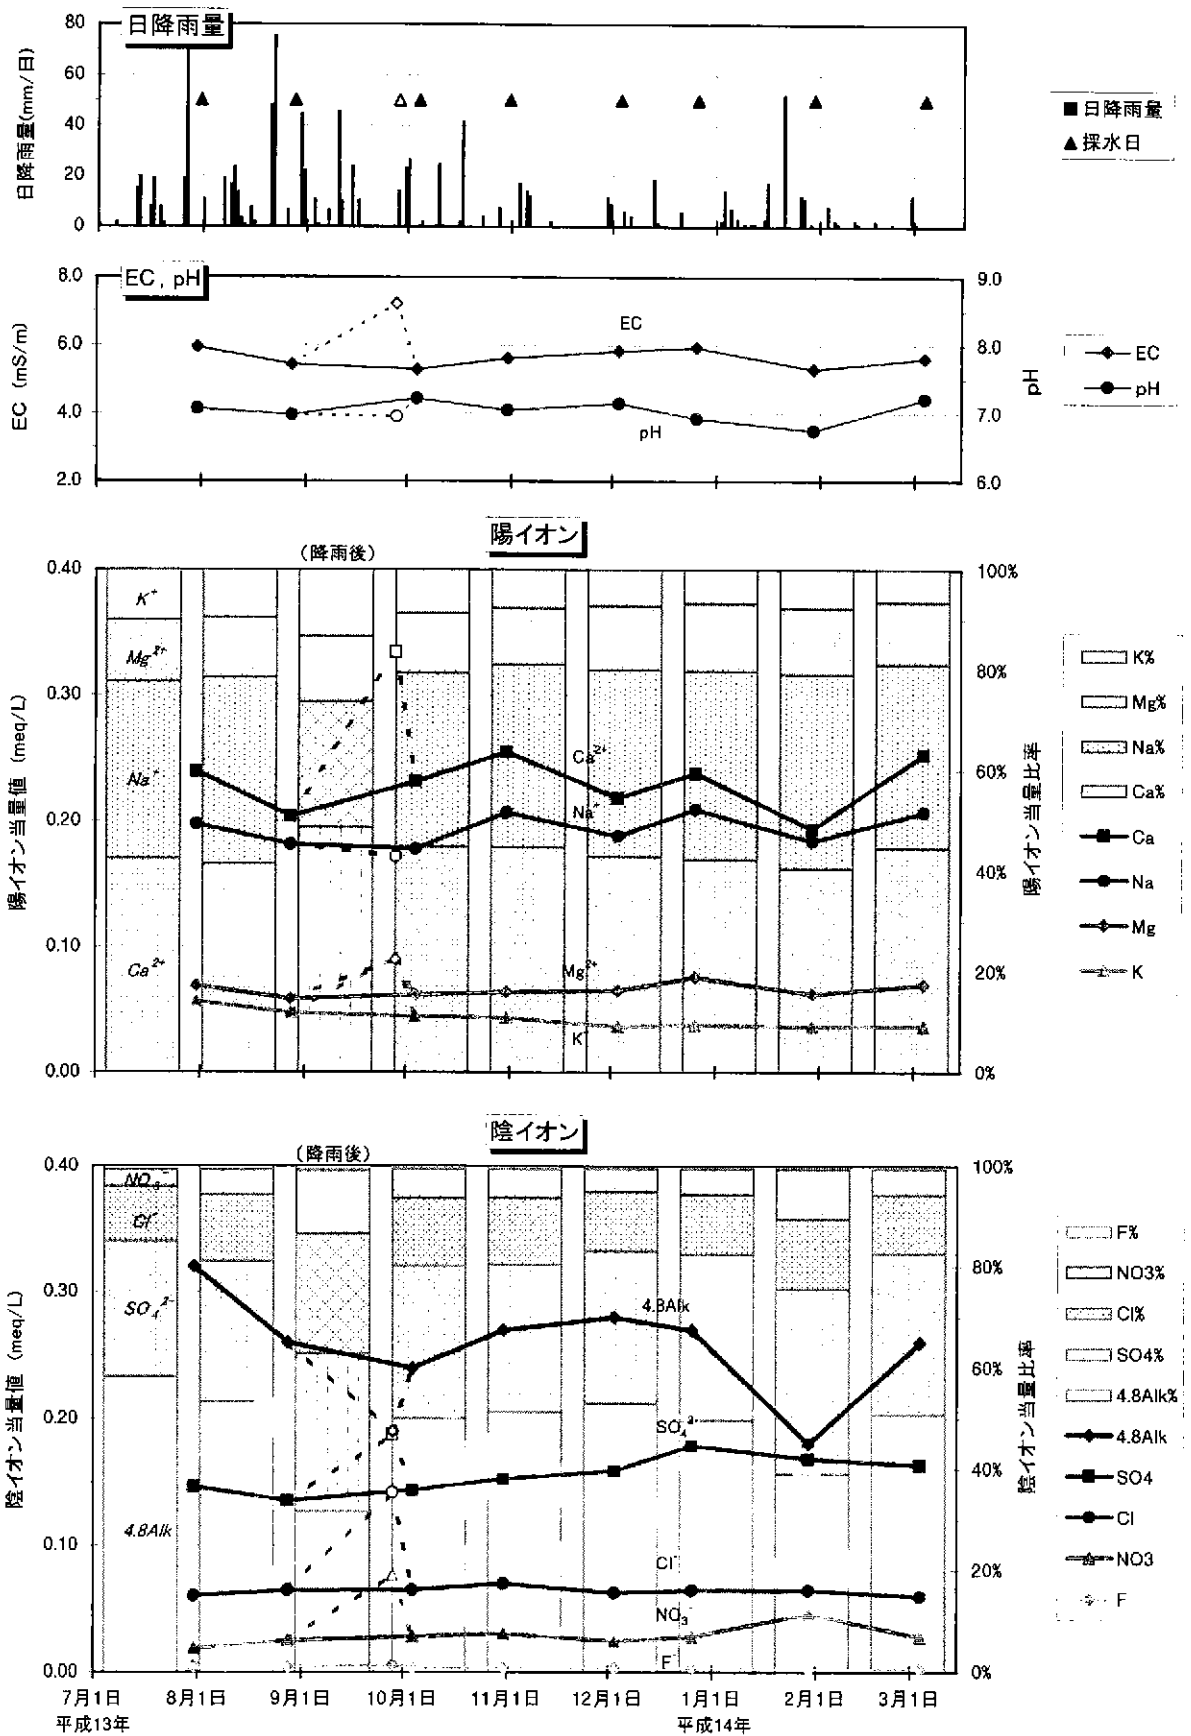 日降雨量
日降雨量(mm/日)
80
60
40
20
0
■ 日降雨量
▲ 採水日
EC, pH
EC (mS/m)
8.0
6.0
4.0
2.0
EC
pH
9.0
8.0
7.0
6.0
pH
EC
pH
陽イオン
(降雨後)
陽イオン当量値 (meq/L)
0.40
0.30
0.20
0.10
0.00
K⁺
Mg²⁺
Na⁺
Ca²⁺
Ca²⁺
Na⁺
Mg²⁺
K
100%
80%
60%
40%
20%
0%
陽イオン当量比率
K%
Mg%
Na%
Ca%
Ca
Na
Mg
K
陰イオン
(降雨後)
陰イオン当量値 (meq/L)
0.40
0.30
0.20
0.10
0.00
NO₃⁻
Cl⁻
SO₄²⁻
4.8Alk
4.8Alk
SO₄²⁻
Cl⁻
NO₃⁻
F⁻
100%
80%
60%
40%
20%
0%
陰イオン当量比率
F%
NO3%
Cl%
SO4%
4.8Alk%
4.8Alk
SO4
Cl
NO3
F
7月1日 8月1日 9月1日 10月1日 11月1日 12月1日 1月1日 2月1日 3月1日
平成13年 平成14年